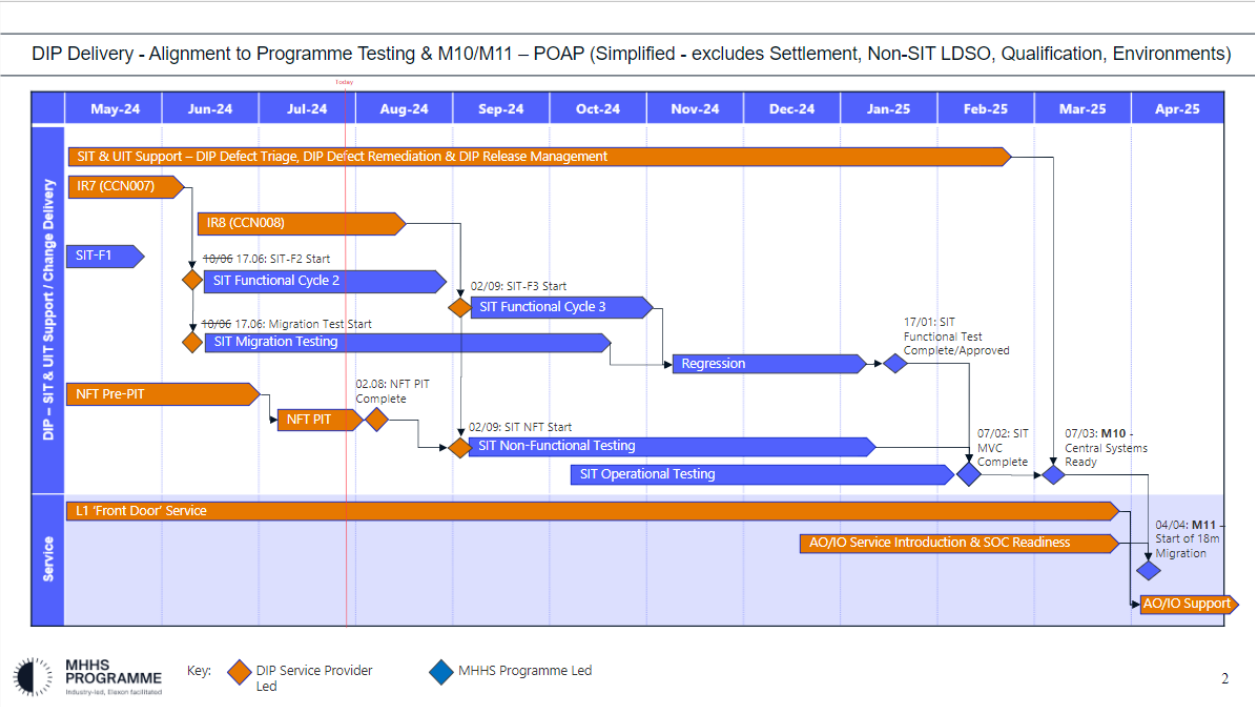 DIP Delivery - Alignment to Programme Testing & M10/M11 – POAP (Simplified - excludes Settlement, Non-SIT LDSO, Qualification, Environments)
Today
May-24 Jun-24 Jul-24 Aug-24 Sep-24 Oct-24 Nov-24 Dec-24 Jan-25 Feb-25 Mar-25 Apr-25
DIP – SIT & UIT Support / Change Delivery
SIT & UIT Support – DIP Defect Triage, DIP Defect Remediation & DIP Release Management
IR7 (CCN007)
IR8 (CCN008)
SIT-F1
10/06 17.06: SIT-F2 Start
SIT Functional Cycle 2
02/09: SIT-F3 Start
SIT Functional Cycle 3
10/06 17.06: Migration Test Start
SIT Migration Testing
17/01: SIT
Functional Test
Complete/Approved
Regression
NFT Pre-PIT
02.08: NFT PIT
Complete
NFT PIT
02/09: SIT NFT Start
SIT Non-Functional Testing
07/02: SIT
MVC
Complete
07/03: M10 -
Central Systems
Ready
SIT Operational Testing
Service
L1 'Front Door' Service
04/04: M11 –
Start of 18m
Migration
AO/IO Service Introduction & SOC Readiness
AO/IO Support
MHHS
PROGRAMME
Industry-led, Elexon facilitated
Key:
DIP Service Provider
Led
MHHS Programme Led
2